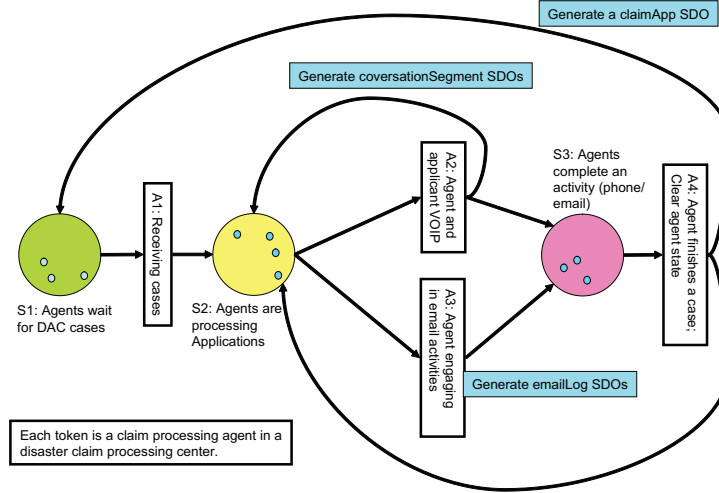 Generate a claimApp SDO
Generate coversationSegment SDOs
A1: Receiving cases
A2: Agent and
applicant VOIP
S3: Agents
complete an
activity (phone/
email)
A4: Agent finishes a case;
Clear agent state
S1: Agents wait
for DAC cases
S2: Agents are
processing
Applications
A3: Agent engaging
in email activities
Generate emailLog SDOs
Each token is a claim processing agent in a
disaster claim processing center.